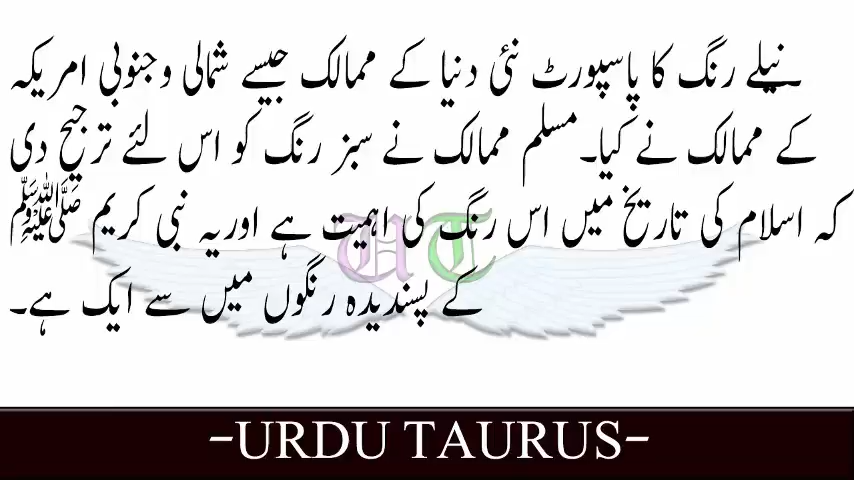 نیلے رنگ کا پاسپورٹ نئی دنیا کے ممالک جیسے شمالی و جنوبی امریکہ
کے ممالک نے کیا۔ مسلم ممالک نے سبز رنگ کو اس لئے ترجیح دی
کہ اسلام کی تاریخ میں اس رنگ کی اہمیت ہے اور یہ نبی کریم ﷺ
کے پسندیدہ رنگوں میں سے ایک ہے۔
UT
-URDU TAURUS-